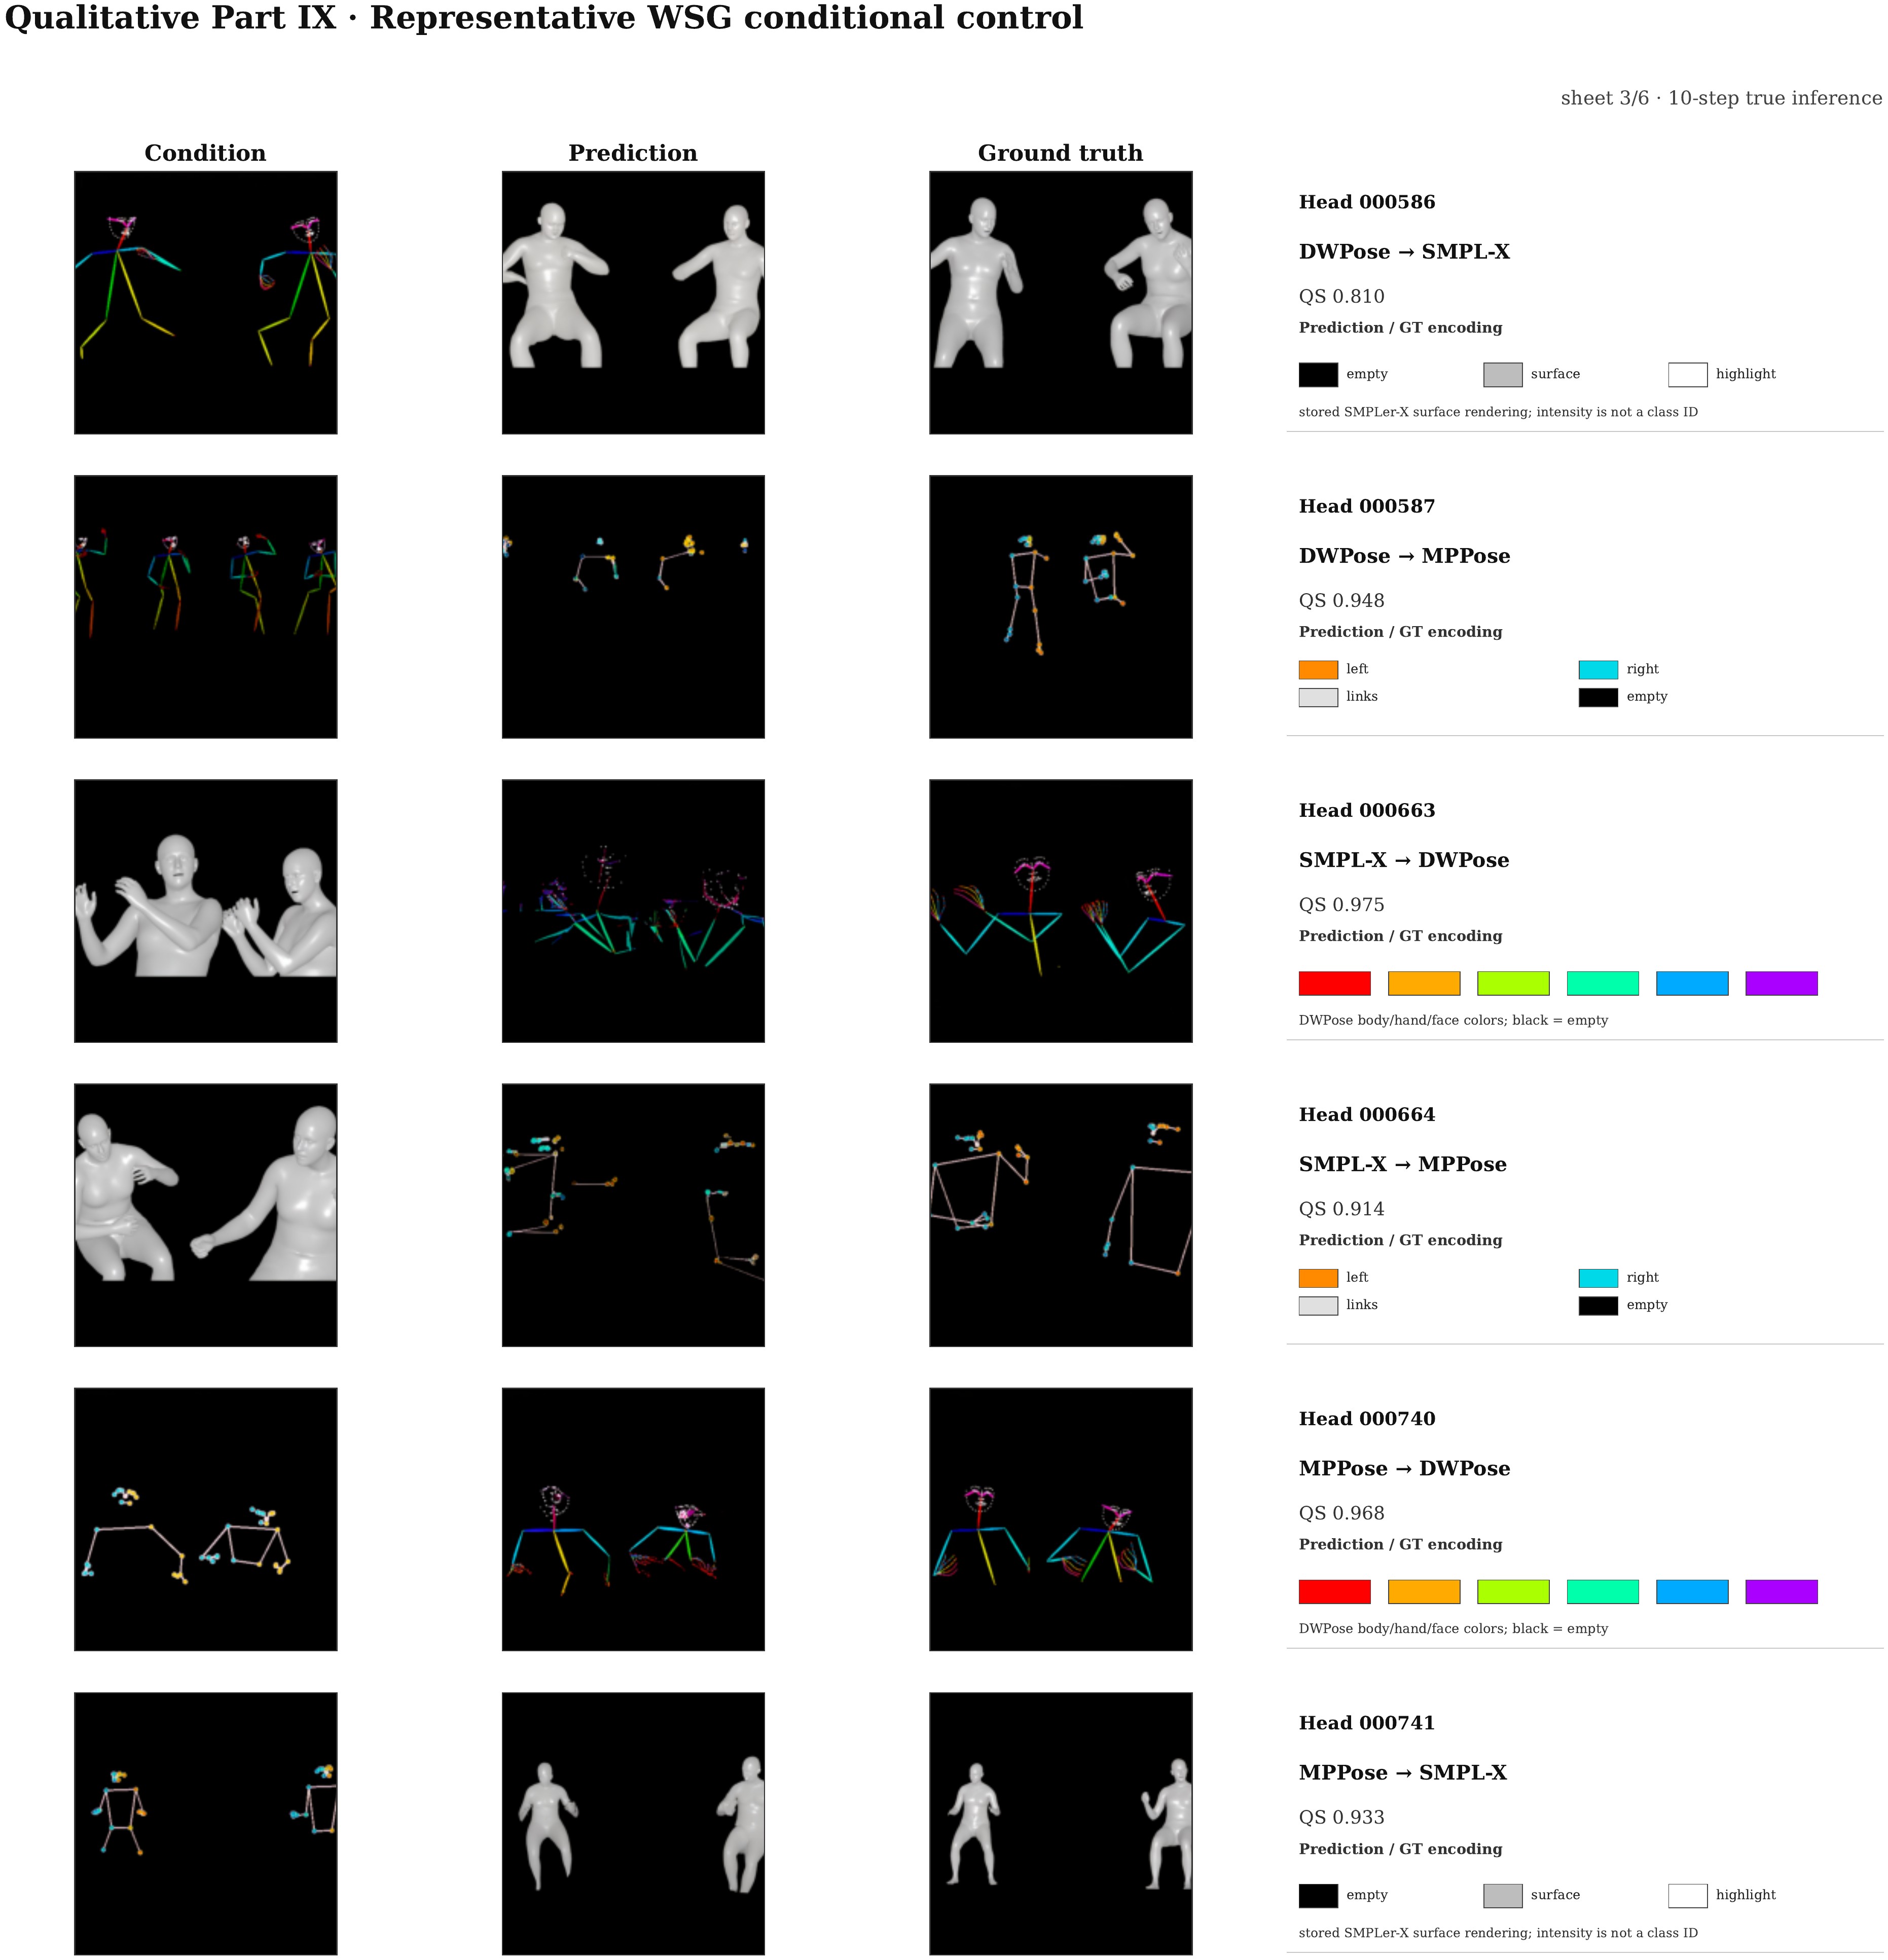 Qualitative Part IX · Representative WSG conditional control
sheet 3/6 · 10-step true inference
Condition
Prediction
Ground truth
Head 000586
DWPose → SMPL-X
QS 0.810
Prediction / GT encoding
empty
surface
highlight
stored SMPLer-X surface rendering; intensity is not a class ID
Head 000587
DWPose → MPPose
QS 0.948
Prediction / GT encoding
left
right
links
empty
Head 000663
SMPL-X → DWPose
QS 0.975
Prediction / GT encoding
DWPose body/hand/face colors; black = empty
Head 000664
SMPL-X → MPPose
QS 0.914
Prediction / GT encoding
left
right
links
empty
Head 000740
MPPose → DWPose
QS 0.968
Prediction / GT encoding
DWPose body/hand/face colors; black = empty
Head 000741
MPPose → SMPL-X
QS 0.933
Prediction / GT encoding
empty
surface
highlight
stored SMPLer-X surface rendering; intensity is not a class ID